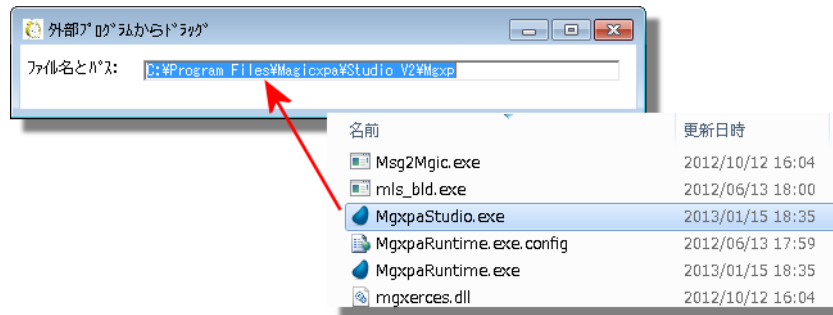 外部ﾌﾟﾛｸﾞﾗﾑからﾄﾞﾗｯｸﾞ
ﾌｧｲﾙ名とﾊﾟｽ: C:¥Program Files¥Magicxpa¥Studio V2¥Mgxp
名前 更新日時
Msg2Mgic.exe 2012/10/12 16:04
mls_bld.exe 2012/06/13 18:00
MgxpaStudio.exe 2013/01/15 18:35
MgxpaRuntime.exe.config 2012/06/13 17:59
MgxpaRuntime.exe 2013/01/15 18:35
mgxerces.dll 2012/10/12 16:04